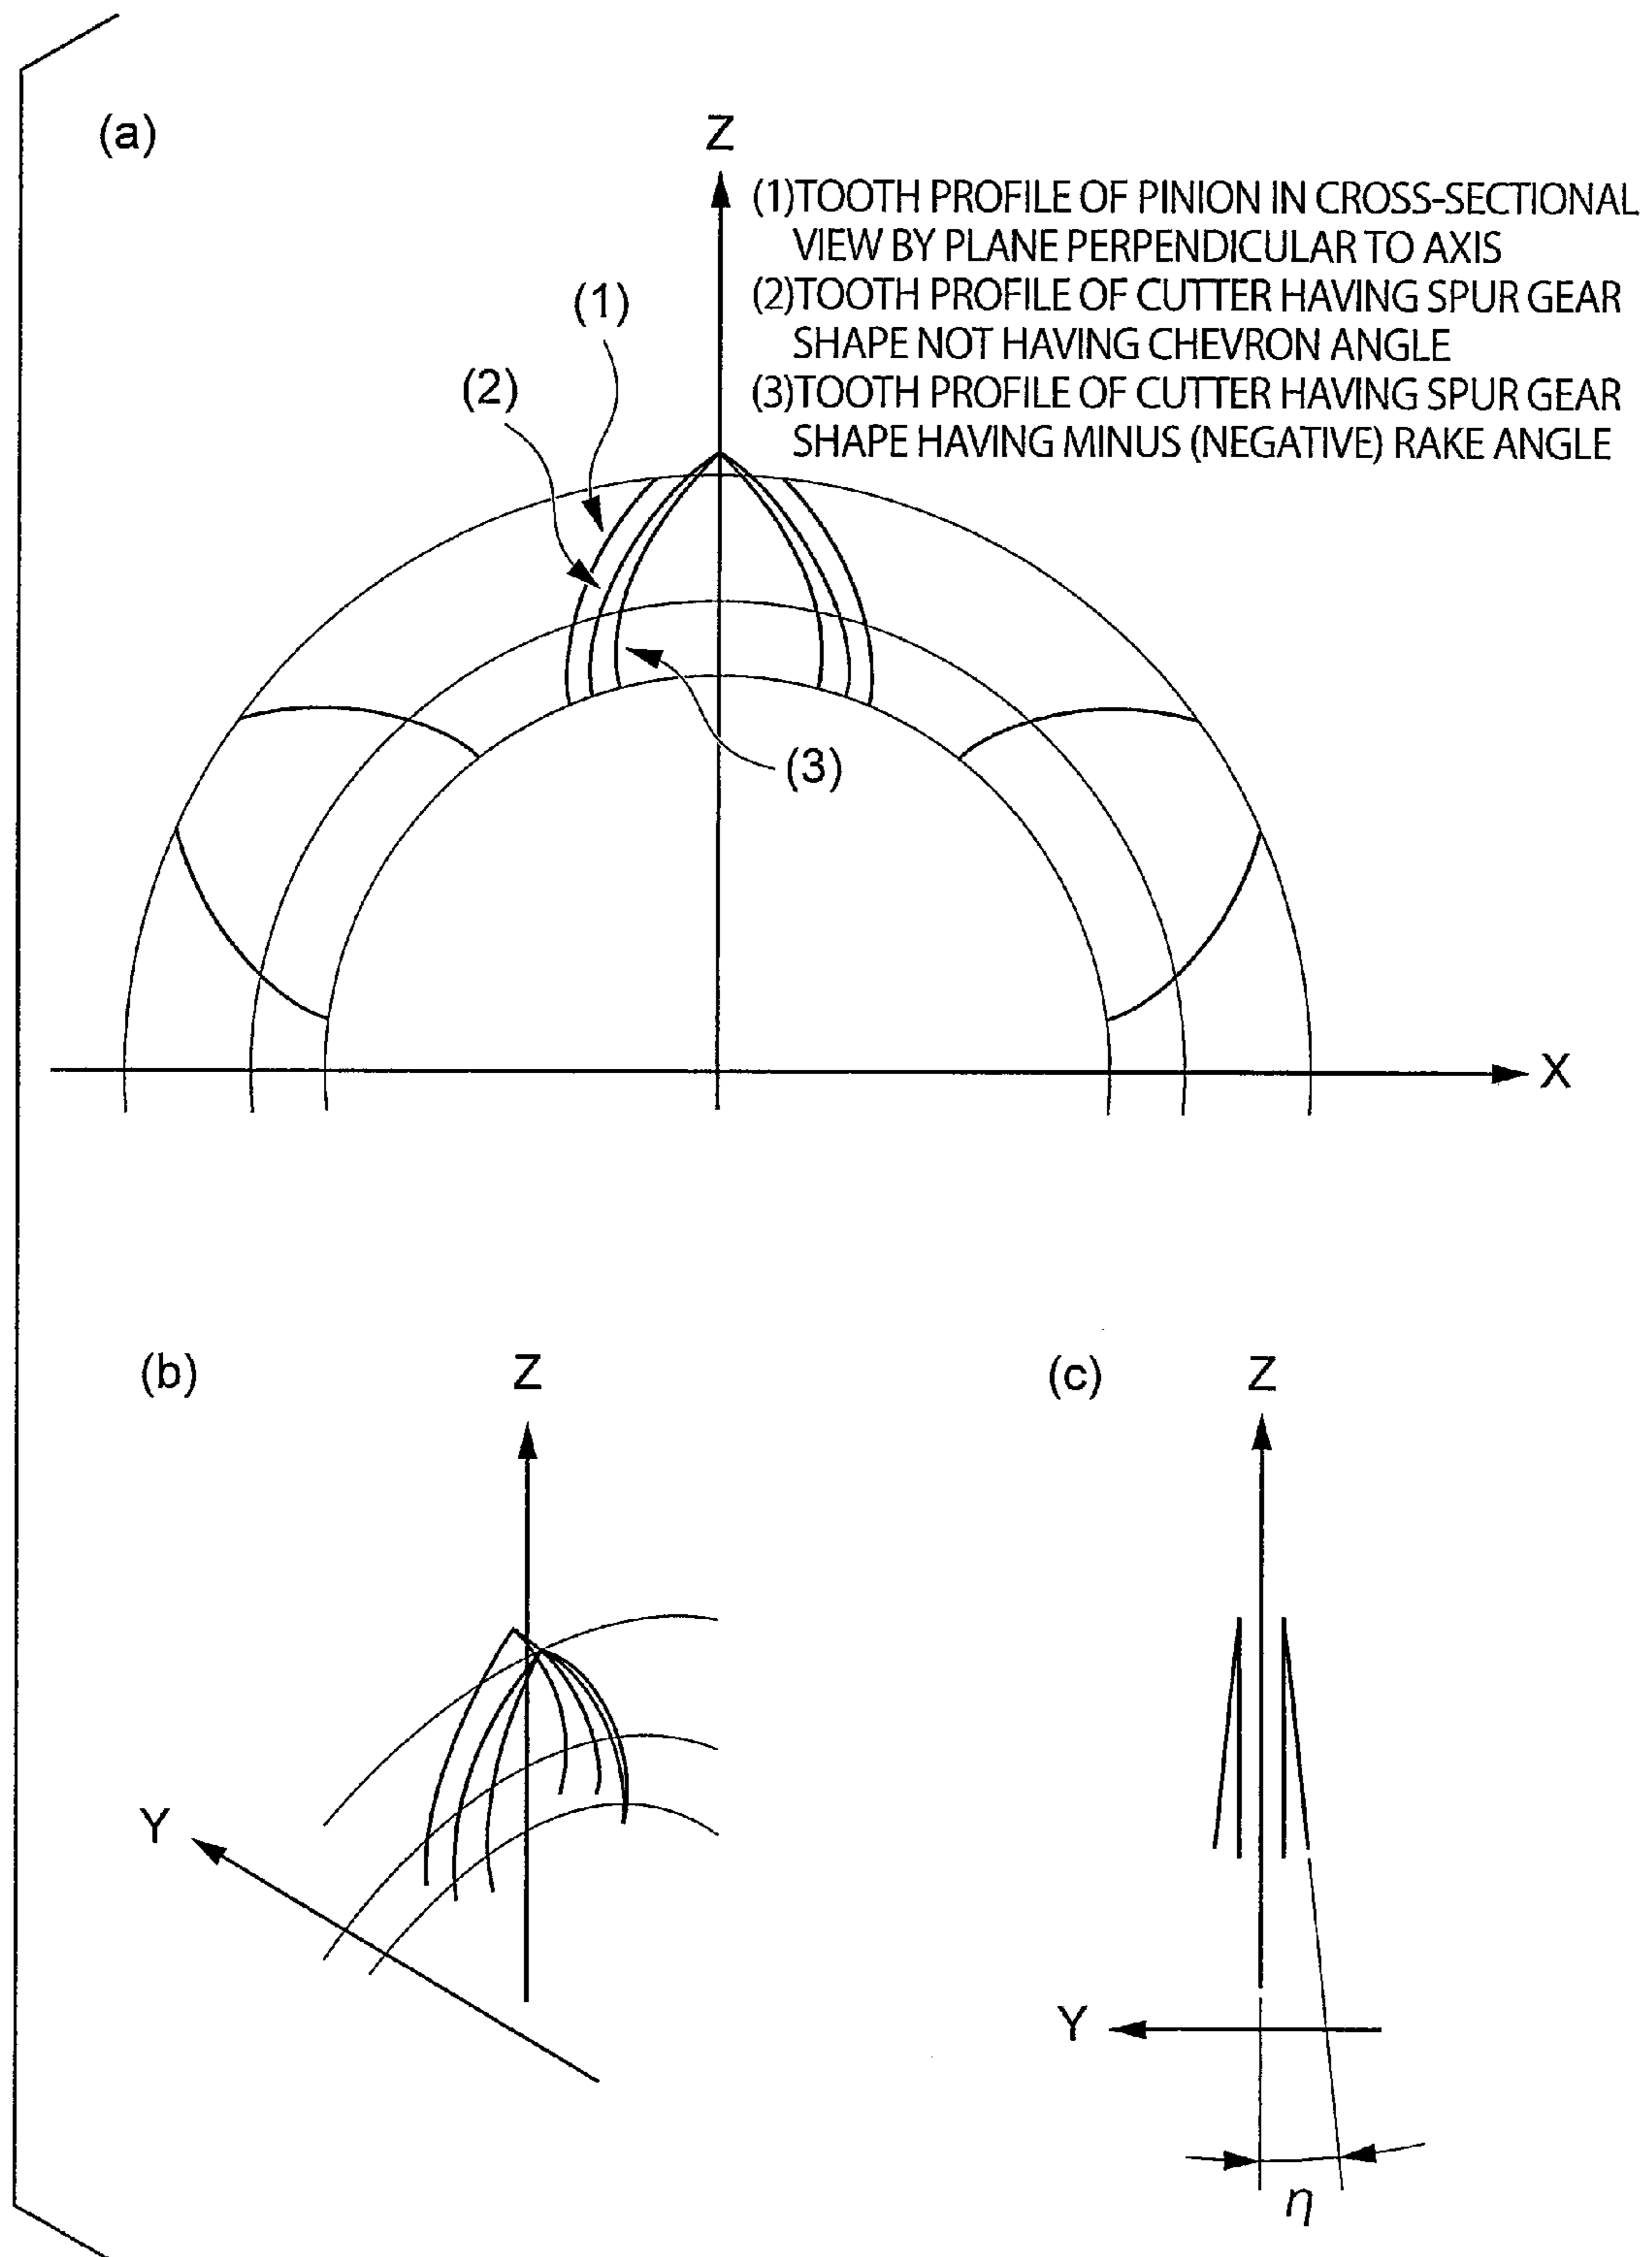 (a)
Z
(1)TOOTH PROFILE OF PINION IN CROSS-SECTIONAL
VIEW BY PLANE PERPENDICULAR TO AXIS
(2)TOOTH PROFILE OF CUTTER HAVING SPUR GEAR
SHAPE NOT HAVING CHEVRON ANGLE
(3)TOOTH PROFILE OF CUTTER HAVING SPUR GEAR
SHAPE HAVING MINUS (NEGATIVE) RAKE ANGLE
(1)
(2)
(3)
X
(b)
Z
Y
(c)
Z
Y
η